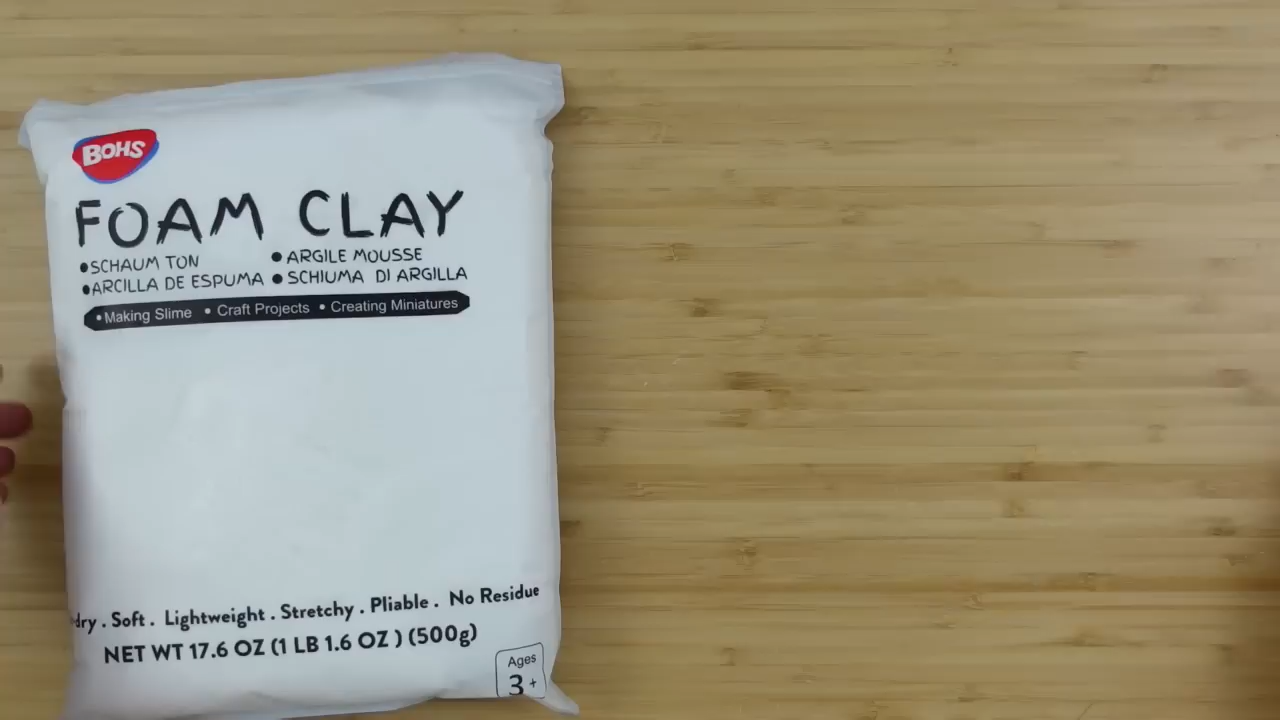 BOHS
FOAM CLAY
•SCHAUM TON •ARGILE MOUSSE
•ARCILLA DE ESPUMA •SCHIUMA DI ARGILLA
•Making Slime •Craft Projects •Creating Miniatures
dry . Soft . Lightweight . Stretchy . Pliable . No Residue
NET WT 17.6 OZ (1 LB 1.6 OZ ) (500g)
Ages
3+